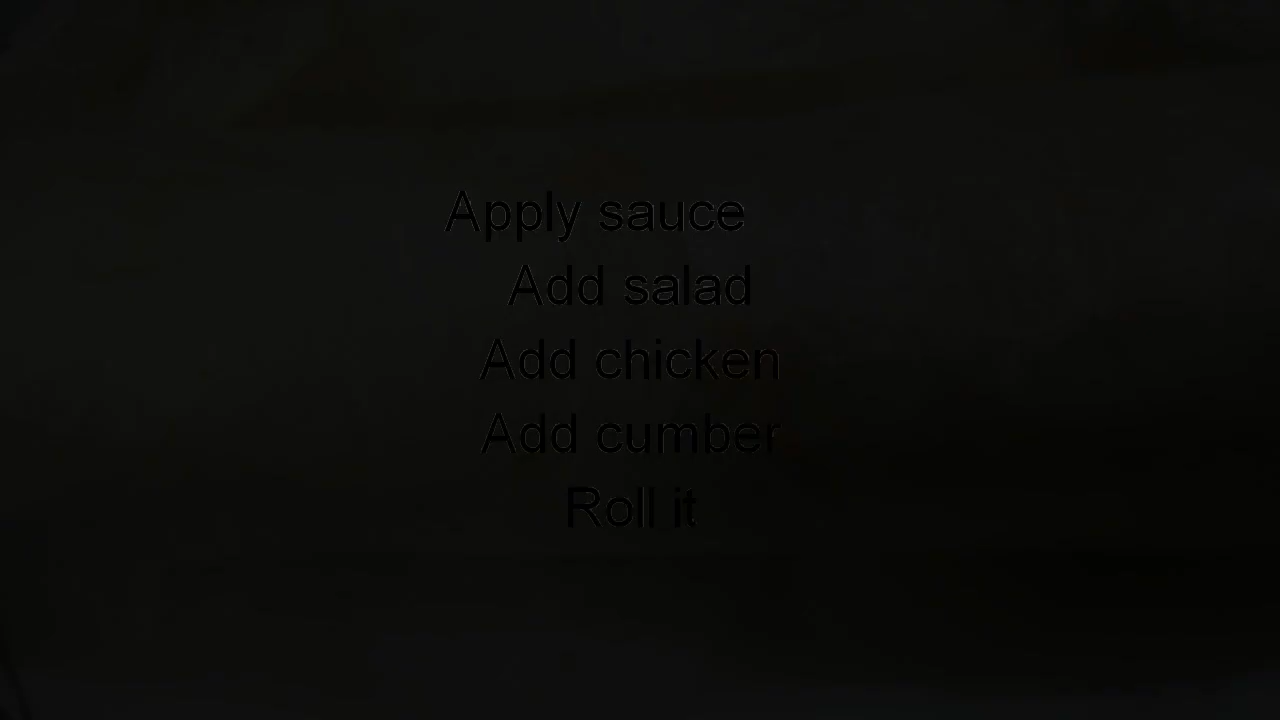 Apply sauce
Add salad
Add chicken
Add cumber
Roll it